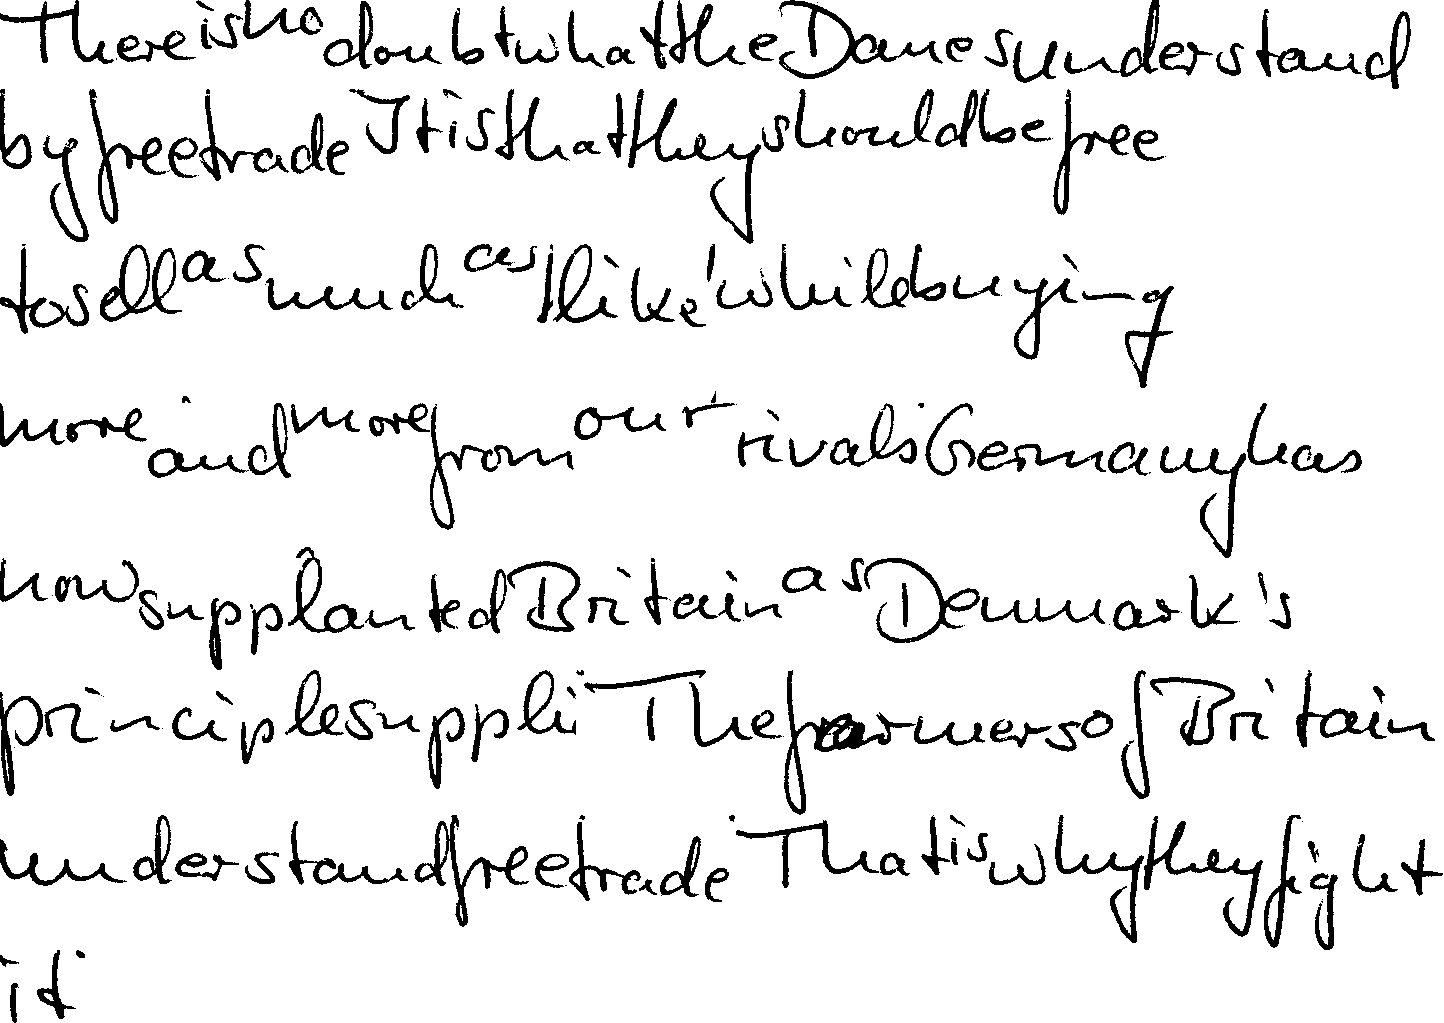 There is no doubt what the Danes understand
by free trade It is that they should be free
to sell as much as I like' while buying
more and more from our rivals Germany has
now supplanted Britain as Denmark's
principle suppli The farmers of Britain
understand free trade That is why they fight
it